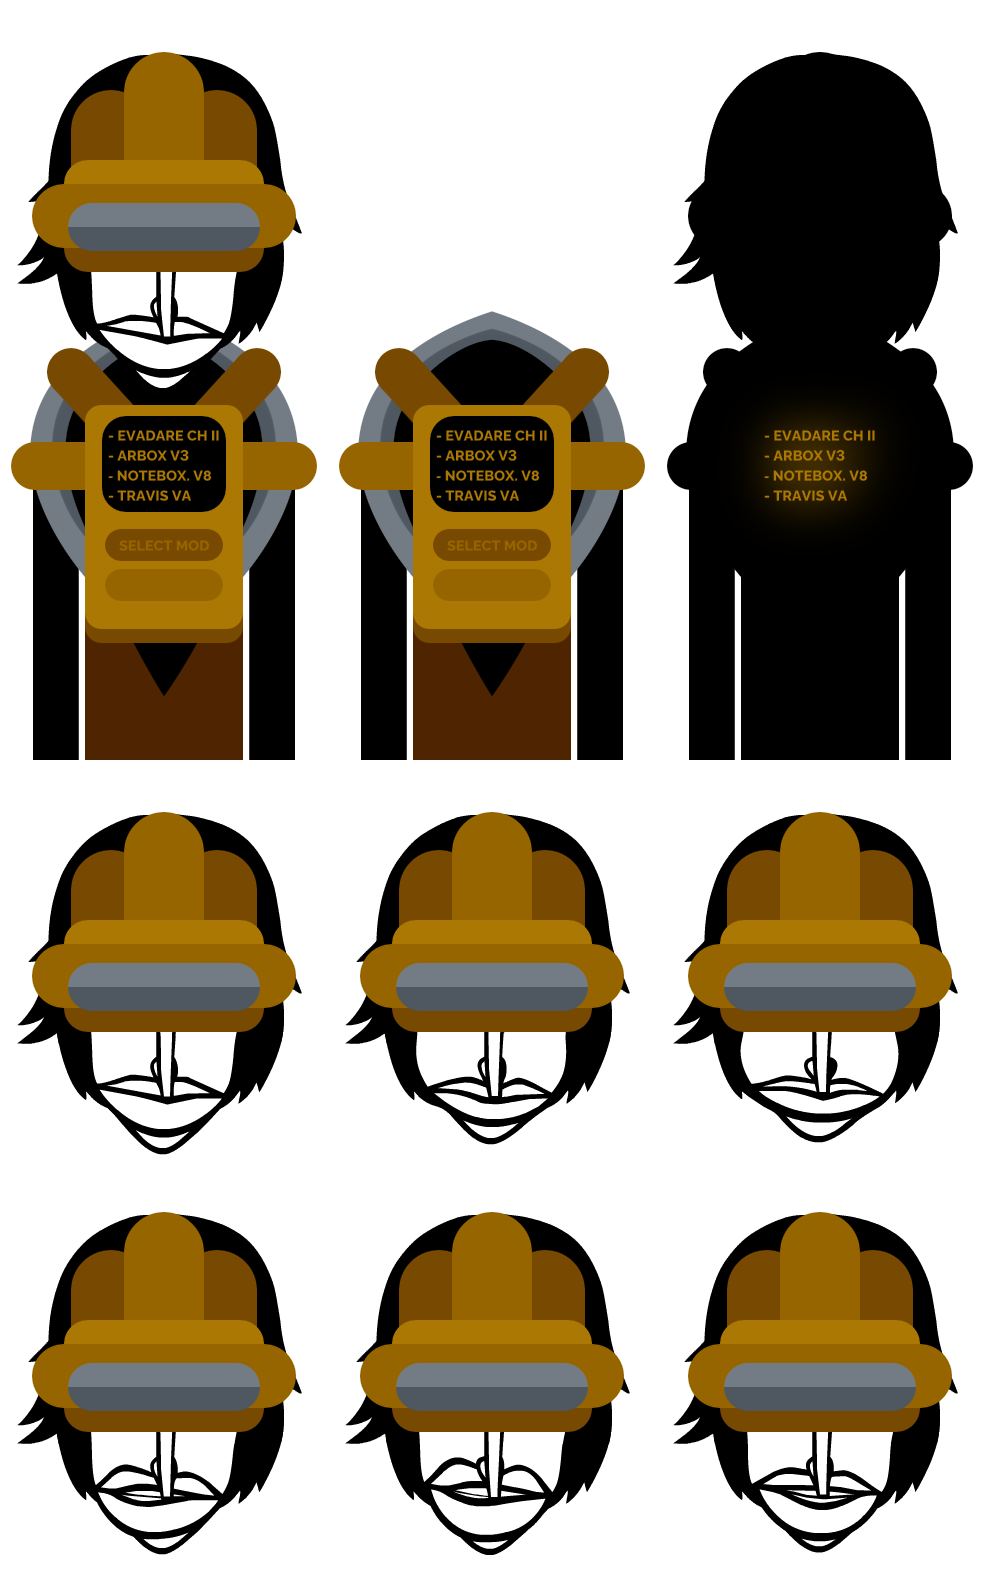 - EVADARE CH II
- ARBOX V3
- NOTEBOX. V8
- TRAVIS VA
SELECT MOD
- EVADARE CH II
- ARBOX V3
- NOTEBOX. V8
- TRAVIS VA
SELECT MOD
- EVADARE CH II
- ARBOX V3
- NOTEBOX. V8
- TRAVIS VA